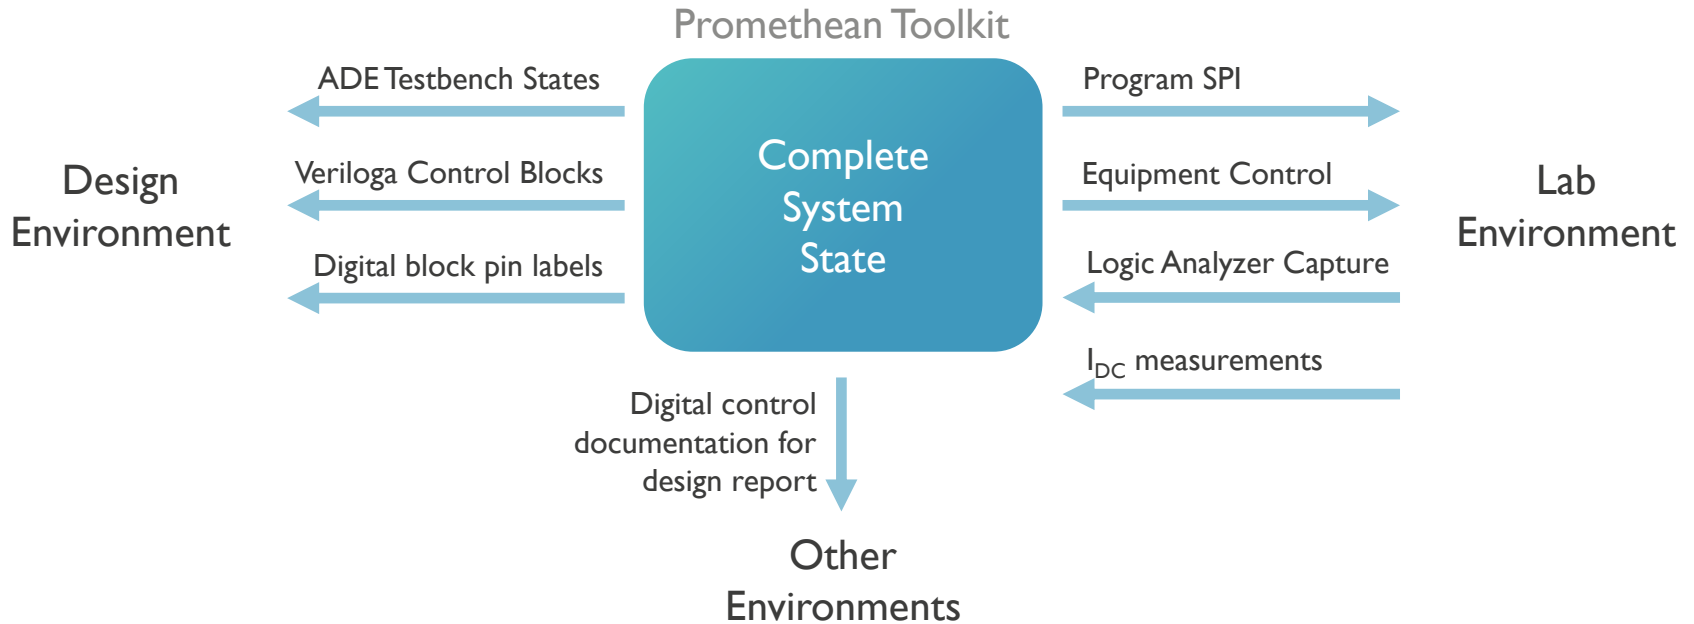 Promethean Toolkit
ADE Testbench States
Veriloga Control Blocks
Digital block pin labels
Design
Environment
Complete
System
State
Program SPI
Equipment Control
Logic Analyzer Capture
I_DC measurements
Lab
Environment
Digital control
documentation for
design report
Other
Environments